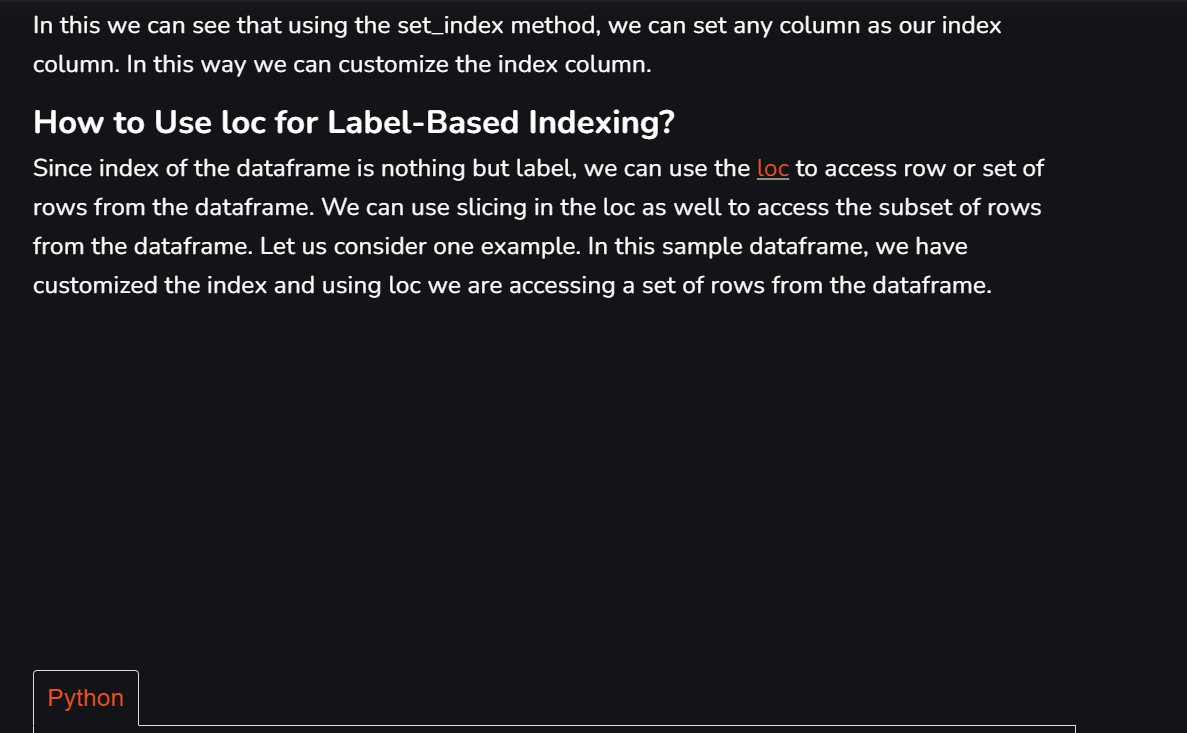 In this we can see that using the set_index method, we can set any column as our index
column. In this way we can customize the index column.
How to Use loc for Label-Based Indexing?
Since index of the dataframe is nothing but label, we can use the loc to access row or set of
rows from the dataframe. We can use slicing in the loc as well to access the subset of rows
from the dataframe. Let us consider one example. In this sample dataframe, we have
customized the index and using loc we are accessing a set of rows from the dataframe.
Python